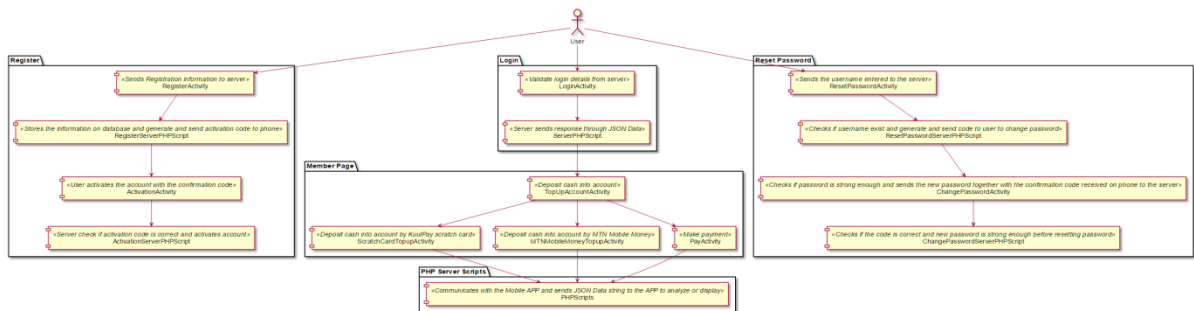 User
Register
«Sends Registration information to server»
RegisterActivity
«Stores the information on database and generate and send activation code to phone»
RegisterServerPHPScript
«User activates the account with the confirmation code»
ActivationActivity
«Server check if activation code is correct and activates account»
ActivationServerPHPScript
Login
«Validate login details from server»
LoginActivity
«Server sends response through JSON Data»
ServerPHPScript
Member Page
«Deposit cash into account»
TopUpAccountActivity
«Deposit cash into account by KuulPay scratch card»
ScratchCardTopupActivity
«Deposit cash into account by MTN Mobile Money»
MTNMobileMoneyTopupActivity
«Make payment»
PayActivity
PHP Server Scripts
«Communicates with the Mobile APP and sends JSON Data string to the APP to analyze or display»
PHPScripts
Reset Password
«Sends the username entered to the server»
ResetPasswordActivity
«Checks if username exist and generate and send code to user to change password»
ResetPasswordServerPHPScript
«Checks if password is strong enough and sends the new password together with the confirmation code received on phone to the server»
ChangePasswordActivity
«Checks if the code is correct and new password is strong enough before resetting password»
ChangePasswordServerPHPScript